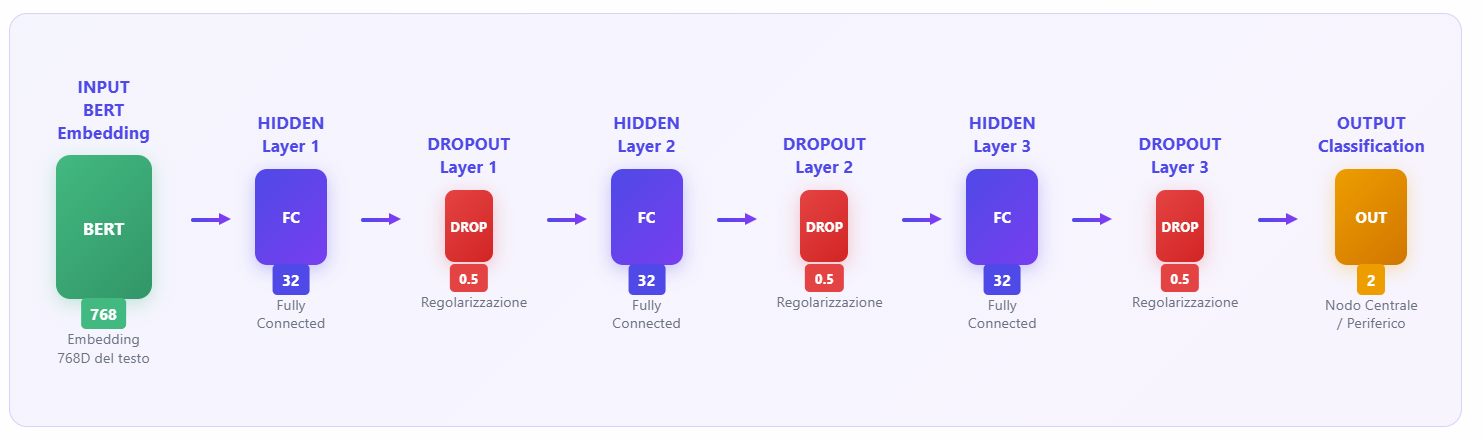 INPUT
BERT
Embedding
BERT
768
Embedding
768D del testo
HIDDEN
Layer 1
FC
32
Fully
Connected
DROPOUT
Layer 1
DROP
0.5
Regolarizzazione
HIDDEN
Layer 2
FC
32
Fully
Connected
DROPOUT
Layer 2
DROP
0.5
Regolarizzazione
HIDDEN
Layer 3
FC
32
Fully
Connected
DROPOUT
Layer 3
DROP
0.5
Regolarizzazione
OUTPUT
Classification
OUT
2
Nodo Centrale
/ Periferico